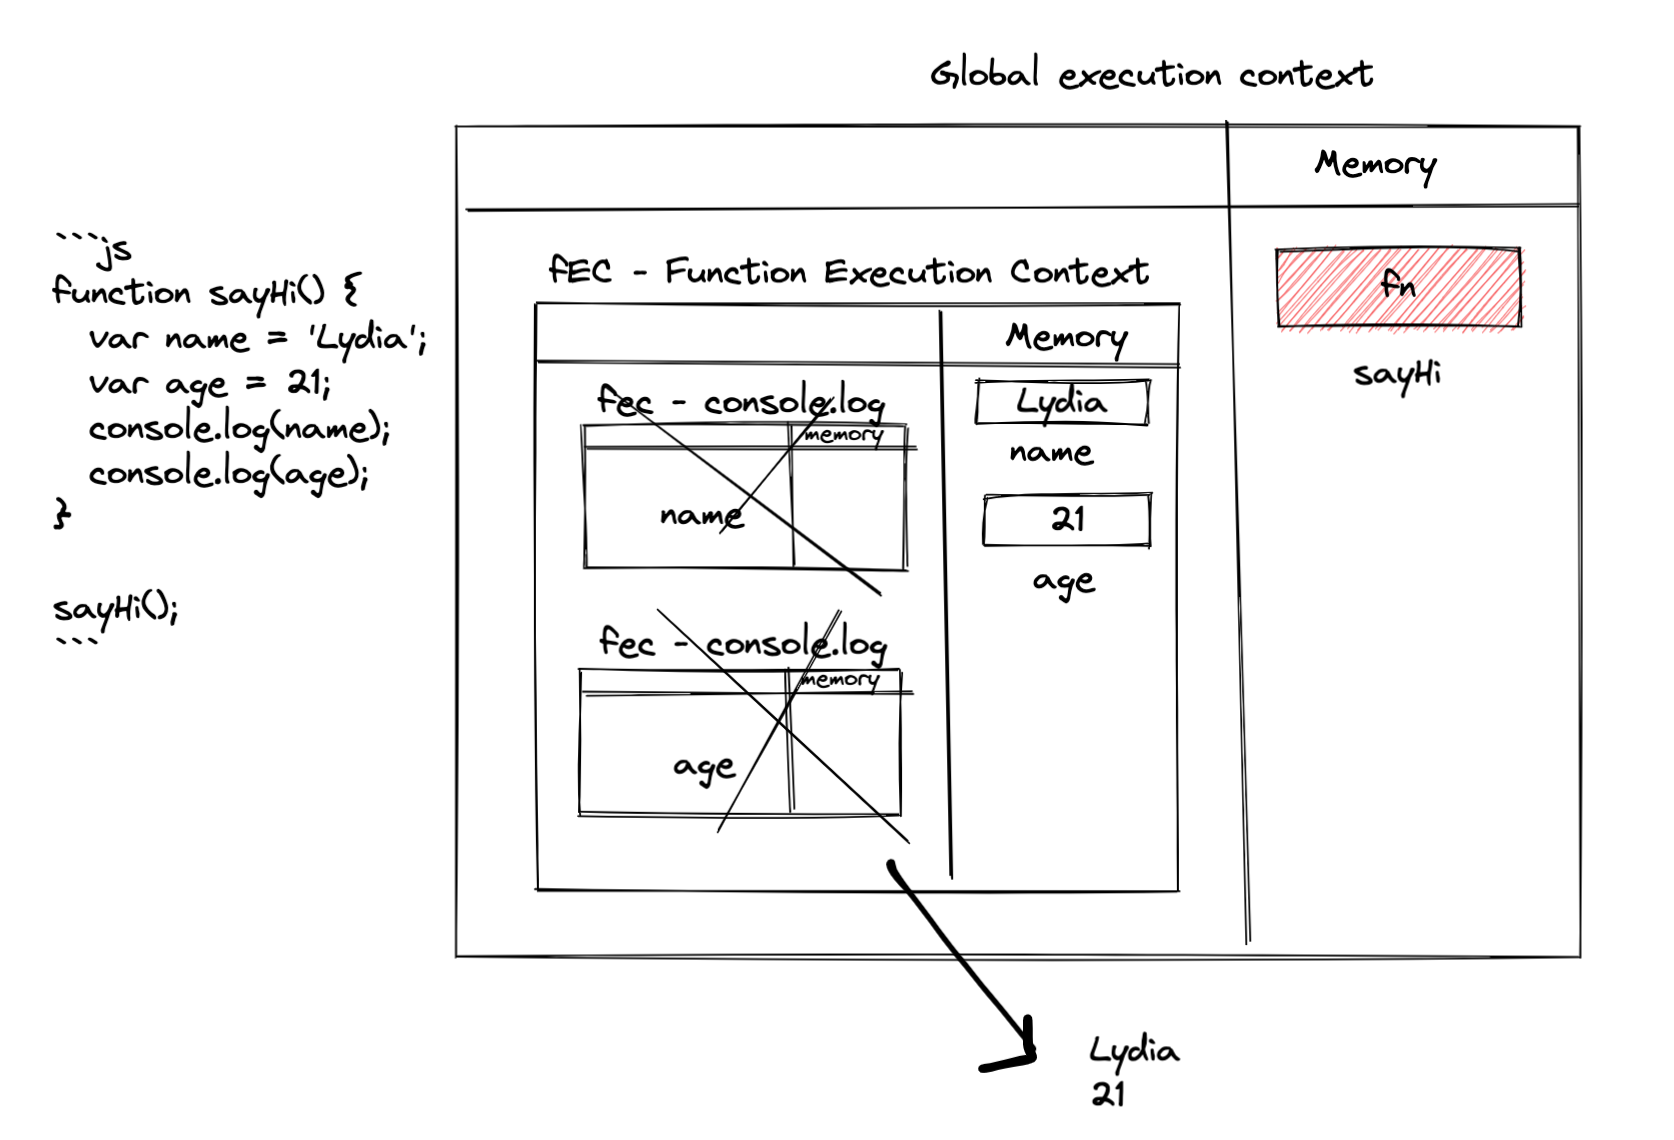 Global execution context
Memory
fn
sayHi
```js
function sayHi() {
var name = 'Lydia';
var age = 21;
console.log(name);
console.log(age);
}
sayHi();
```
fEC - Function Execution Context
Memory
fec - console.log
memory
name
Lydia
name
21
age
fec - console.log
memory
age
Lydia
21